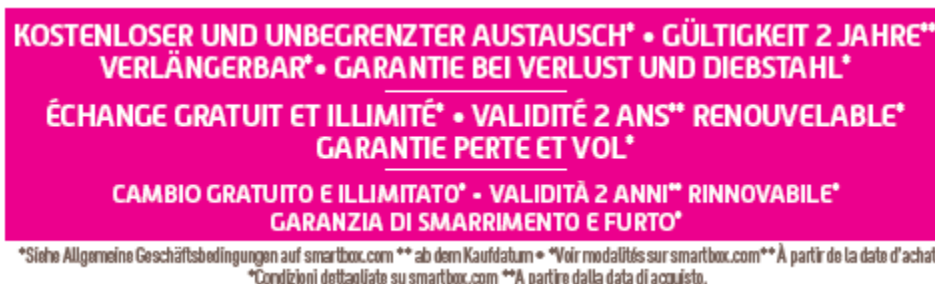 KOSTENLOSER UND UNBEGRENZTER AUSTAUSCH* • GÜLTIGKEIT 2 JAHRE**
VERLÄNGERBAR* • GARANTIE BEI VERLUST UND DIEBSTAHL*
ÉCHANGE GRATUIT ET ILLIMITÉ* • VALIDITÉ 2 ANS** RENOUVELABLE*
GARANTIE PERTE ET VOL*
CAMBIO GRATUITO E ILLIMITATO* - VALIDITÀ 2 ANNI** RINNOVABILE*
GARANZIA DI SMARRIMENTO E FURTO*
*Siehe Allgemeine Geschäftsbedingungen auf smartbox.com ** ab dem Kaufdatum • *Voir modalités sur smartbox.com** À partir de la date d'achat
*Condizioni dettagliate su smartbox.com **A partire dalla data di acquisto.